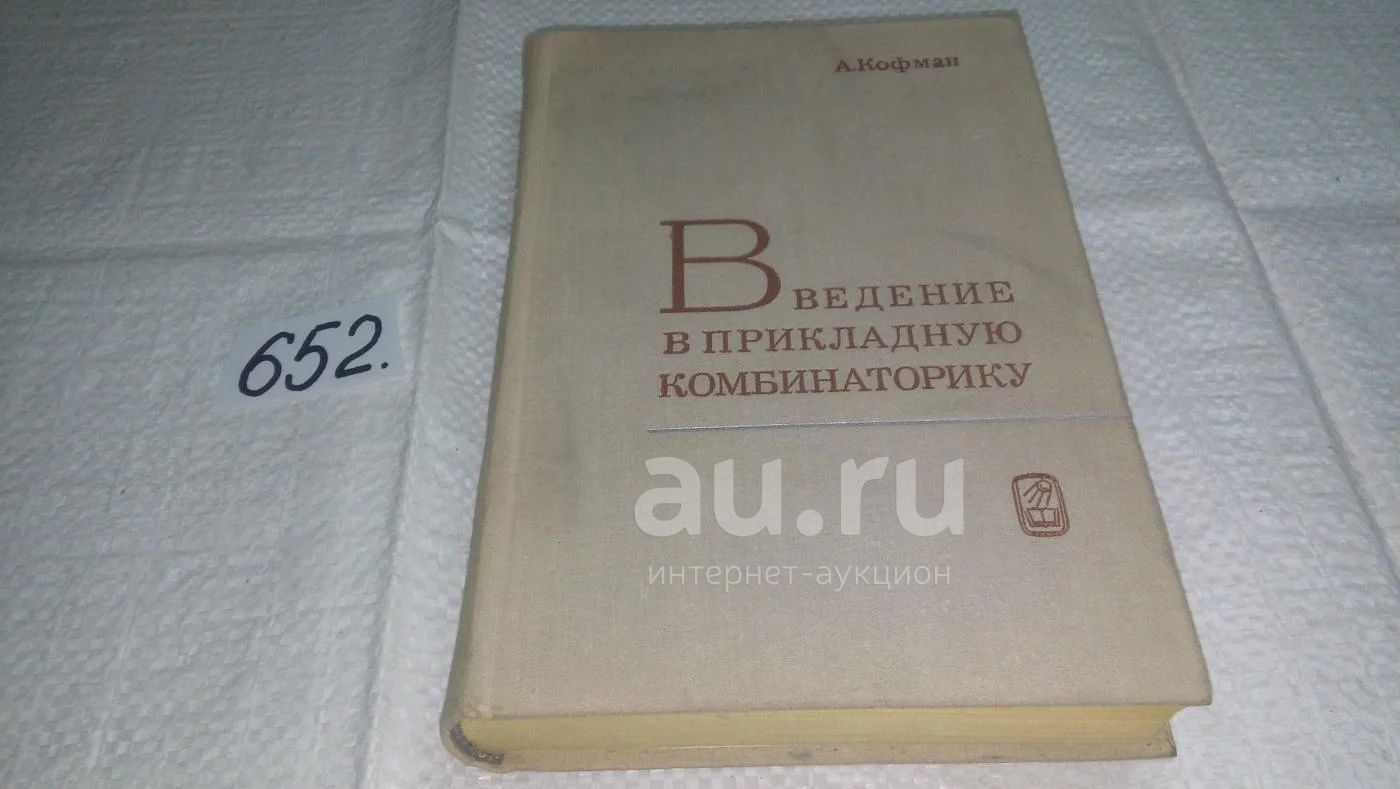 А.Кофман
ВВЕДЕНИЕ
В ПРИКЛАДНУЮ
КОМБИНАТОРИКУ
652.
au.ru
интернет-аукцион